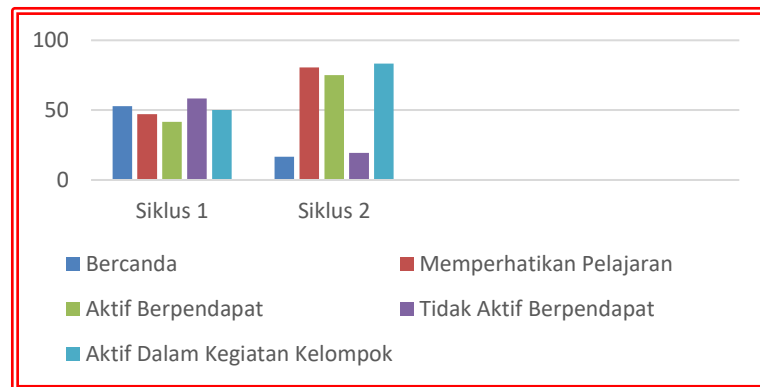 100
50
0
Siklus 1 Siklus 2
Bercanda Memperhatikan Pelajaran
Aktif Berpendapat Tidak Aktif Berpendapat
Aktif Dalam Kegiatan Kelompok